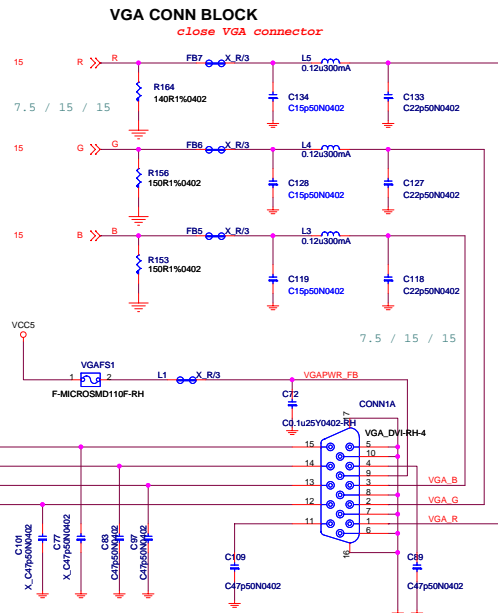 VGA CONN BLOCK
close VGA connector
15 R R FB7 X_R/3 L5
0.12u300mA
R164
140R1%0402
C134
C15p50N0402
C133
C22p50N0402
7.5 / 15 / 15
15 G G FB6 X_R/3 L4
0.12u300mA
R156
150R1%0402
C128
C15p50N0402
C127
C22p50N0402
15 B B FB5 X_R/3 L3
0.12u300mA
R153
150R1%0402
C119
C15p50N0402
C118
C22p50N0402
VCC5
7.5 / 15 / 15
VGAFS1
1 2
F-MICROSMD110F-RH
L1 X_R/3
VGAPWR_FB
C72
C0.1u25Y0402-RH
CONN1A
17
VGA_DVI-RH-4
15 5
10
14 4
9
13 3 VGA_B
8
12 2 VGA_G
7
11 1 VGA_R
6
16
C101
X_C47p50N0402
C77
X_C47p50N0402
C83
C47p50N0402
C97
C47p50N0402
C109
C47p50N0402
C89
C47p50N0402